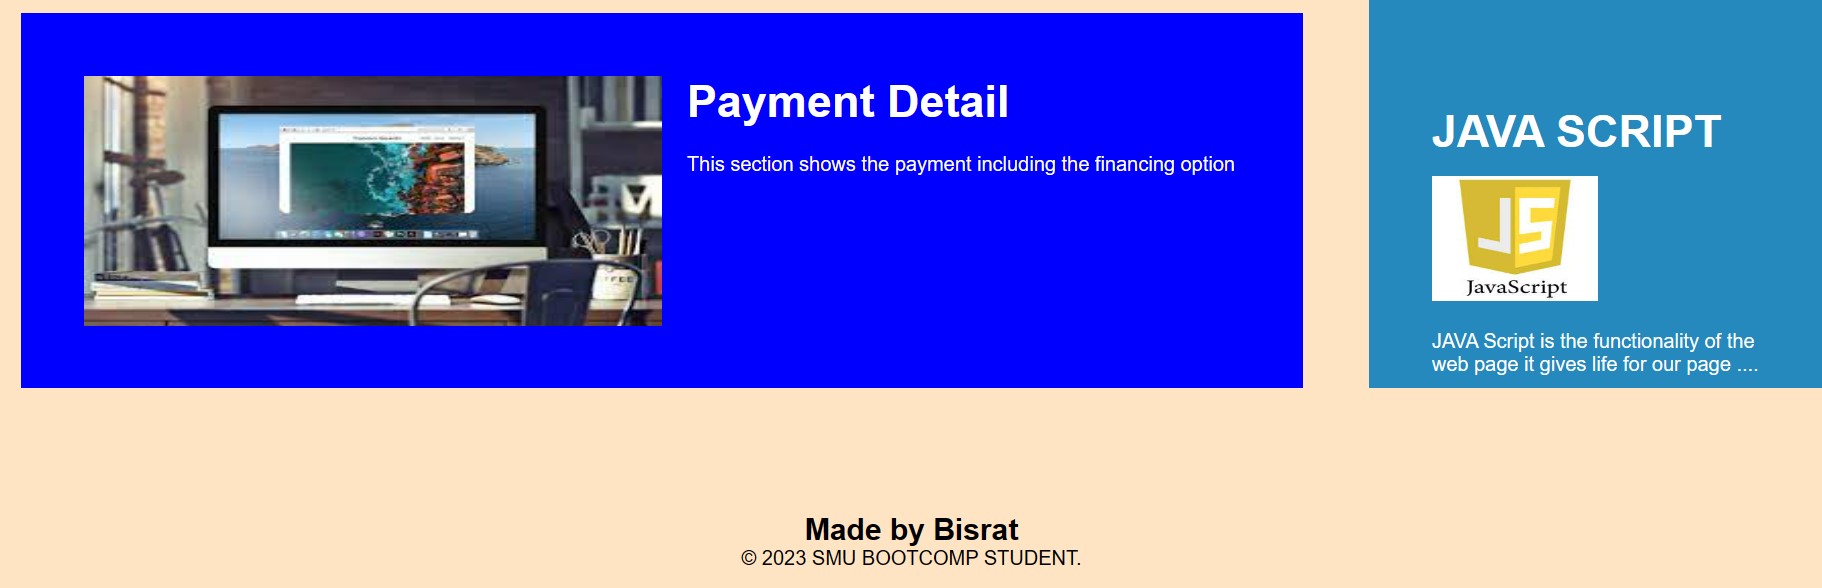 Payment Detail
This section shows the payment including the financing option
JAVA SCRIPT
JS
JavaScript
JAVA Script is the functionality of the
web page it gives life for our page ....
Made by Bisrat
© 2023 SMU BOOTCOMP STUDENT.